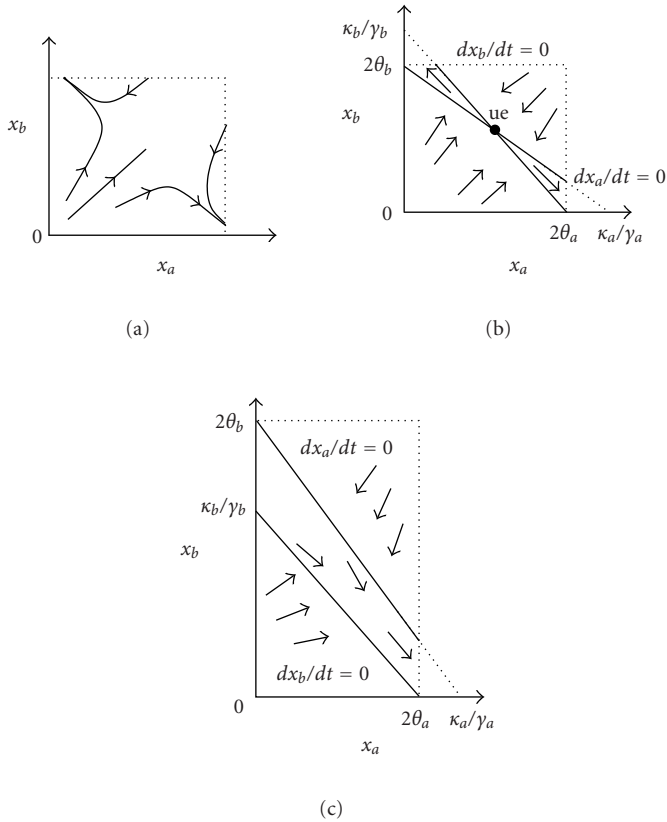 x_b
0
x_a
(a)
κ_b/γ_b
dx_b/dt = 0
2θ_b
x_b
ue
dx_a/dt = 0
0
2θ_a
κ_a/γ_a
x_a
(b)
2θ_b
dx_a/dt = 0
κ_b/γ_b
x_b
dx_b/dt = 0
0
2θ_a
κ_a/γ_a
x_a
(c)